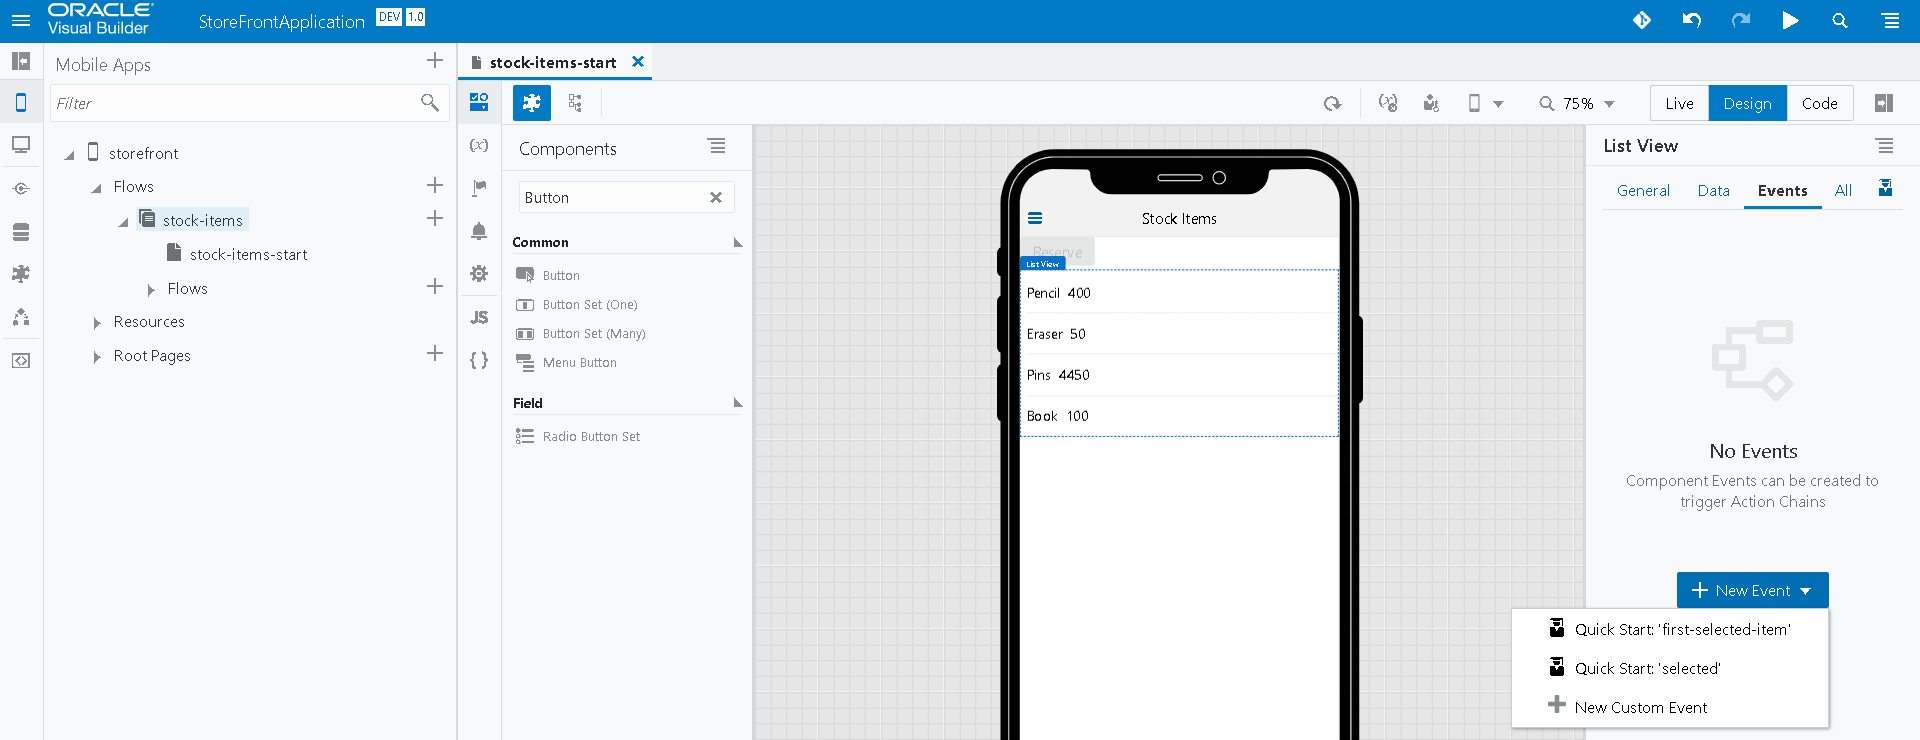 ORACLE
Visual Builder
StoreFrontApplication DEV 1.0
Mobile Apps
Filter
storefront
Flows
stock-items
stock-items-start
Flows
Resources
Root Pages
stock-items-start
75%
Live Design Code
(x)
JS
{ }
Components
Button
Common
Button
Button Set (One)
Button Set (Many)
Menu Button
Field
Radio Button Set
Stock Items
Reserve
List View
Pencil 400
Eraser 50
Pins 4450
Book 100
List View
General Data Events All
No Events
Component Events can be created to
trigger Action Chains
New Event
Quick Start: 'first-selected-item'
Quick Start: 'selected'
New Custom Event